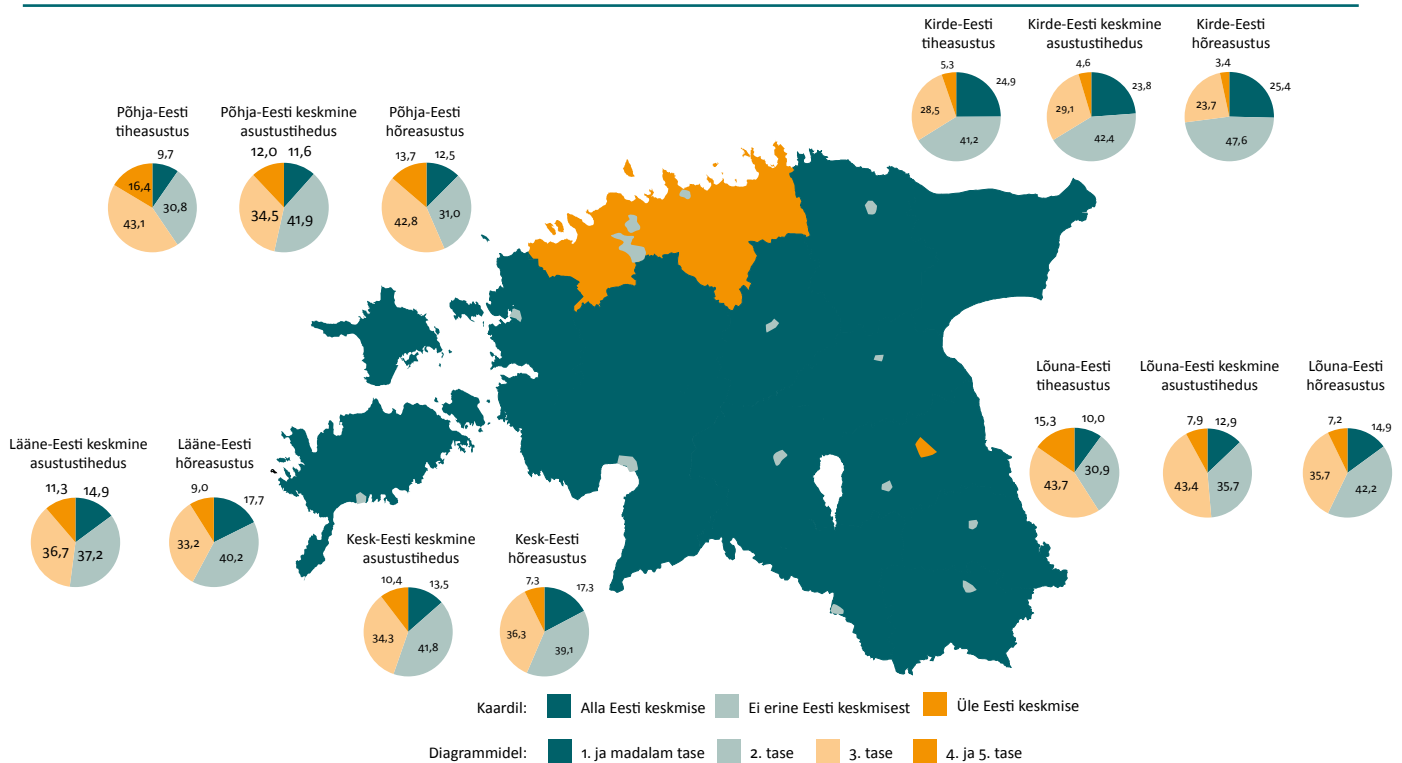 Kirde-Eesti
tiheasustus
5,3
24,9
28,5
41,2
Kirde-Eesti keskmine
asustustihedus
4,6
23,8
29,1
42,4
Kirde-Eesti
hõreasustus
3,4
25,4
23,7
47,6
Põhja-Eesti
tiheasustus
9,7
16,4
30,8
43,1
Põhja-Eesti keskmine
asustustihedus
12,0 11,6
34,5 41,9
Põhja-Eesti
hõreasustus
13,7 12,5
42,8 31,0
Lõuna-Eesti
tiheasustus
15,3 10,0
30,9
43,7
Lõuna-Eesti keskmine
asustustihedus
7,9 12,9
43,4 35,7
Lõuna-Eesti
hõreasustus
7,2
14,9
35,7
42,2
Lääne-Eesti keskmine
asustustihedus
11,3 14,9
36,7 37,2
Lääne-Eesti
hõreasustus
9,0
17,7
33,2
40,2
Kesk-Eesti keskmine
asustustihedus
10,4 13,5
34,3
41,8
Kesk-Eesti
hõreasustus
7,3
17,3
36,3
39,1
Kaardil: Alla Eesti keskmise Ei erine Eesti keskmisest Üle Eesti keskmise
Diagrammidel: 1. ja madalam tase 2. tase 3. tase 4. ja 5. tase